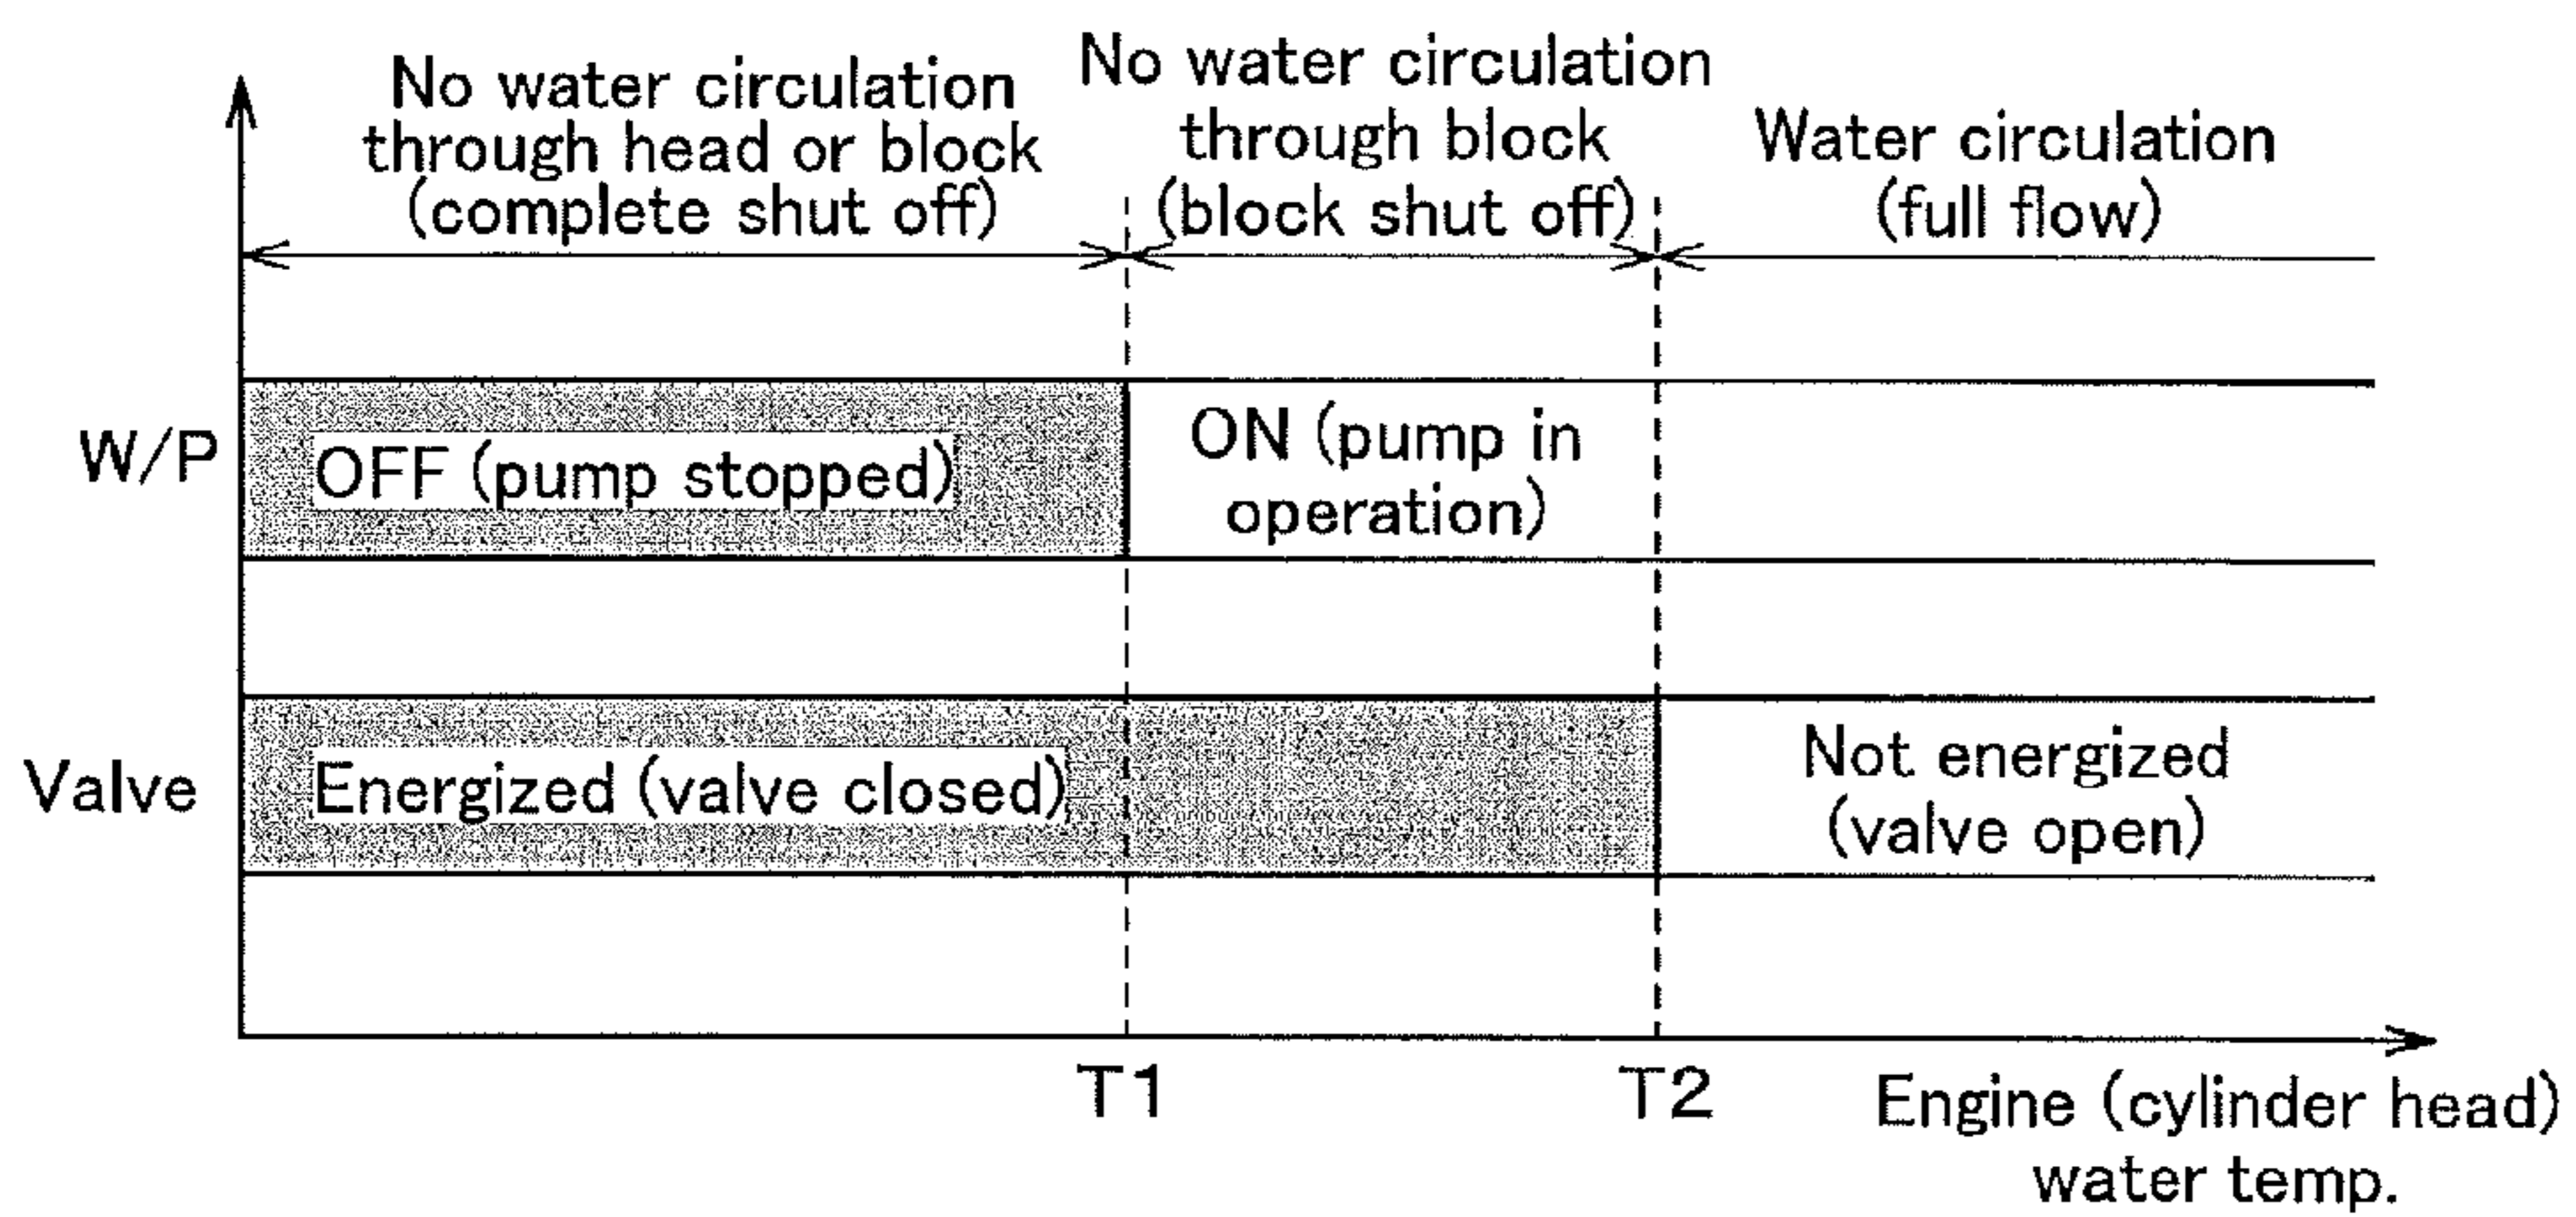 No water circulation
through head or block
(complete shut off)
No water circulation
through block
(block shut off)
Water circulation
(full flow)
W/P
OFF (pump stopped)
ON (pump in
operation)
Valve
Energized (valve closed)
Not energized
(valve open)
T1
T2
Engine (cylinder head)
water temp.